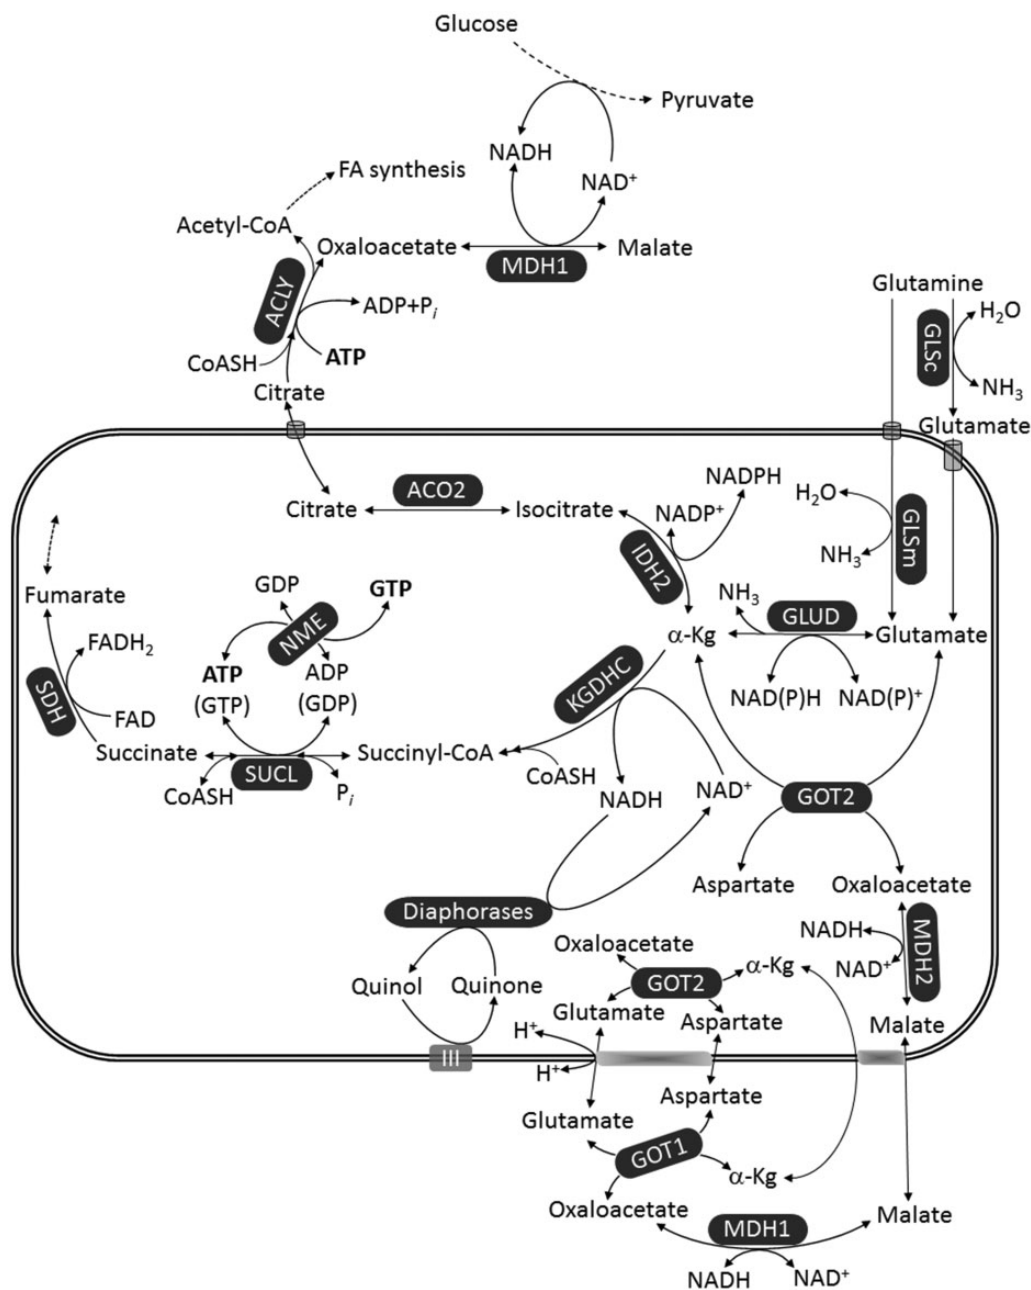 Glucose
Pyruvate
NADH
NAD⁺
FA synthesis
Acetyl-CoA
Oxaloacetate
Malate
MDH1
ACLY
ADP+Pi
CoASH
ATP
Citrate
Glutamine
H₂O
GLSc
NH₃
Glutamate
Citrate
ACO2
Isocitrate
NADPH
NADP⁺
IDH2
H₂O
GLSm
NH₃
Fumarate
GDP
GTP
NME
ATP
ADP
(GTP)
(GDP)
FADH₂
SDH
FAD
Succinate
SUCL
Succinyl-CoA
CoASH
Pi
α-Kg
NH₃
GLUD
Glutamate
NAD(P)H
NAD(P)⁺
KGDHC
CoASH
NADH
NAD⁺
GOT2
Aspartate
Oxaloacetate
Diaphorases
Quinol
Quinone
III
NADH
NAD⁺
MDH2
Malate
Oxaloacetate
GOT2
α-Kg
Glutamate
Aspartate
H⁺
H⁺
Aspartate
Glutamate
GOT1
α-Kg
Oxaloacetate
MDH1
Malate
NADH
NAD⁺